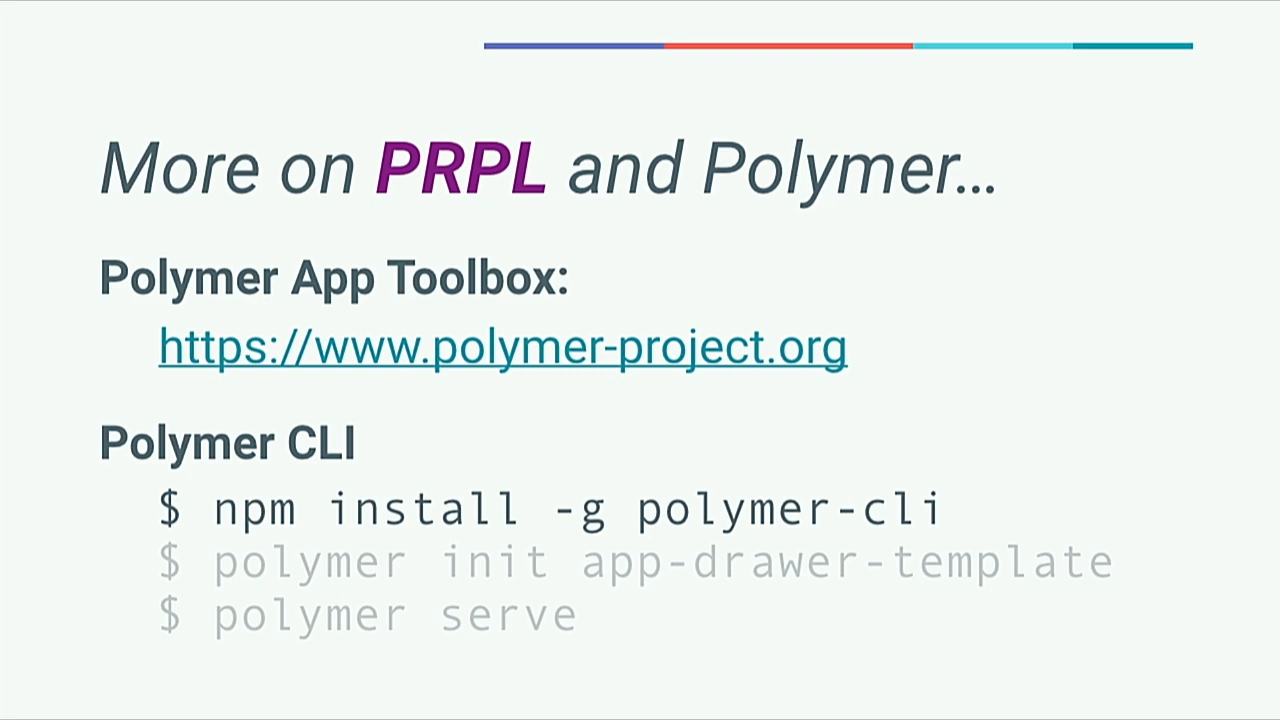 More on PRPL and Polymer…
Polymer App Toolbox:
https://www.polymer-project.org
Polymer CLI
$ npm install -g polymer-cli
$ polymer init app-drawer-template
$ polymer serve